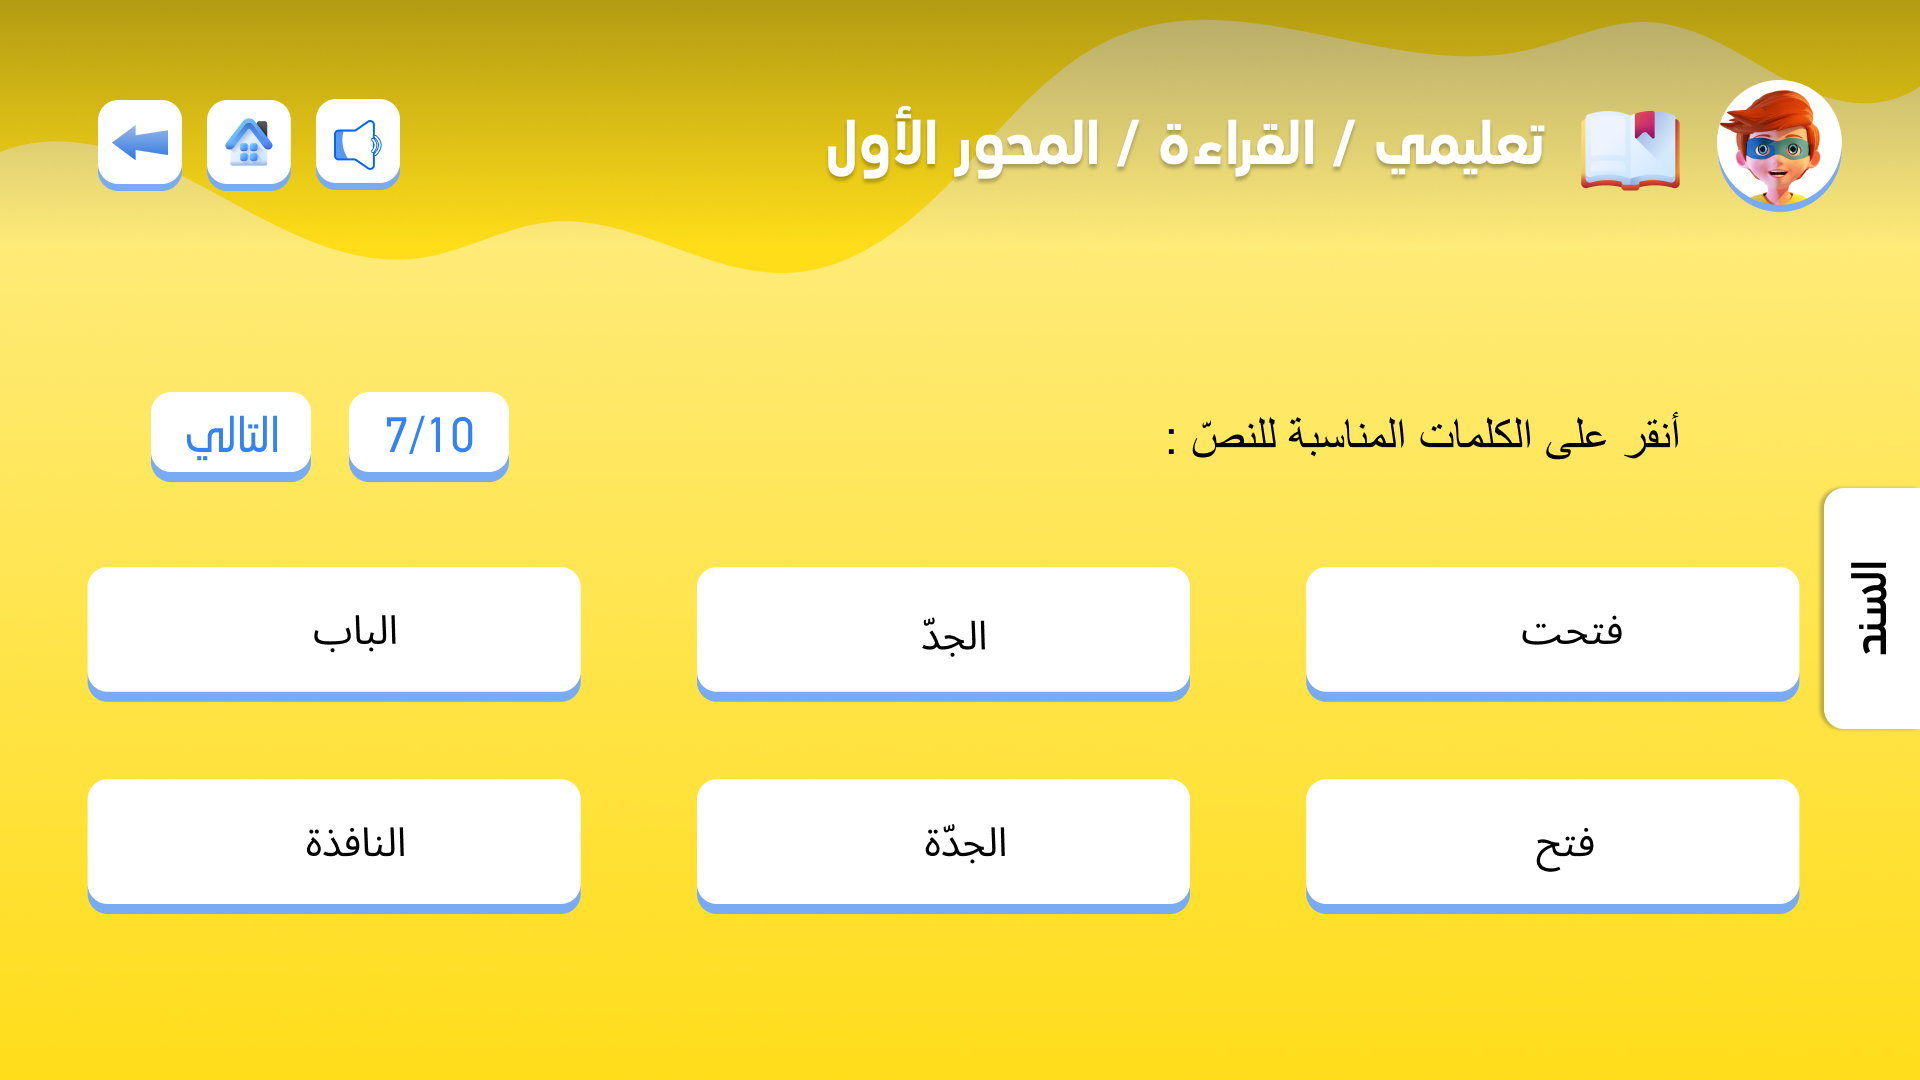 تعليمي / القراءة / المحور الأول
أنقر على الكلمات المناسبة للنصّ :
7/10
التالي
السند
فتحت
الجدّ
الباب
فتح
الجدّة
النافذة